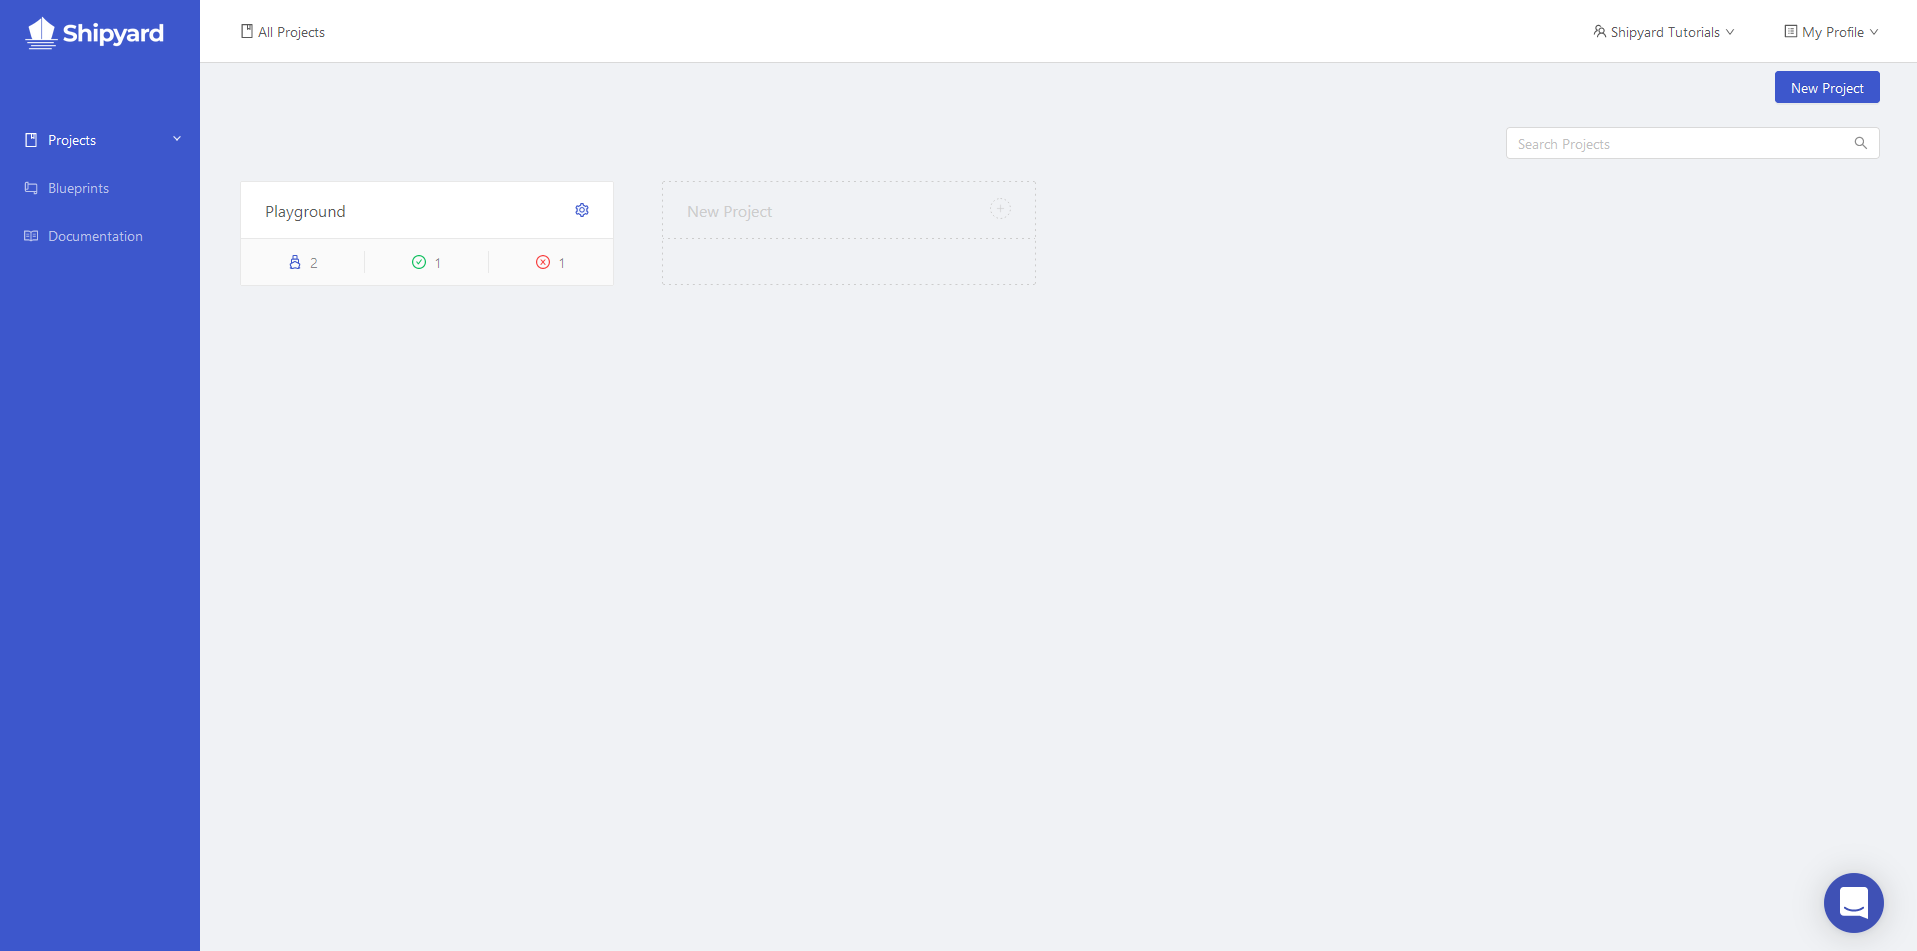 Shipyard
All Projects
Shipyard Tutorials
My Profile
New Project
Projects
Search Projects
Blueprints
Playground
New Project
Documentation
2
1
1